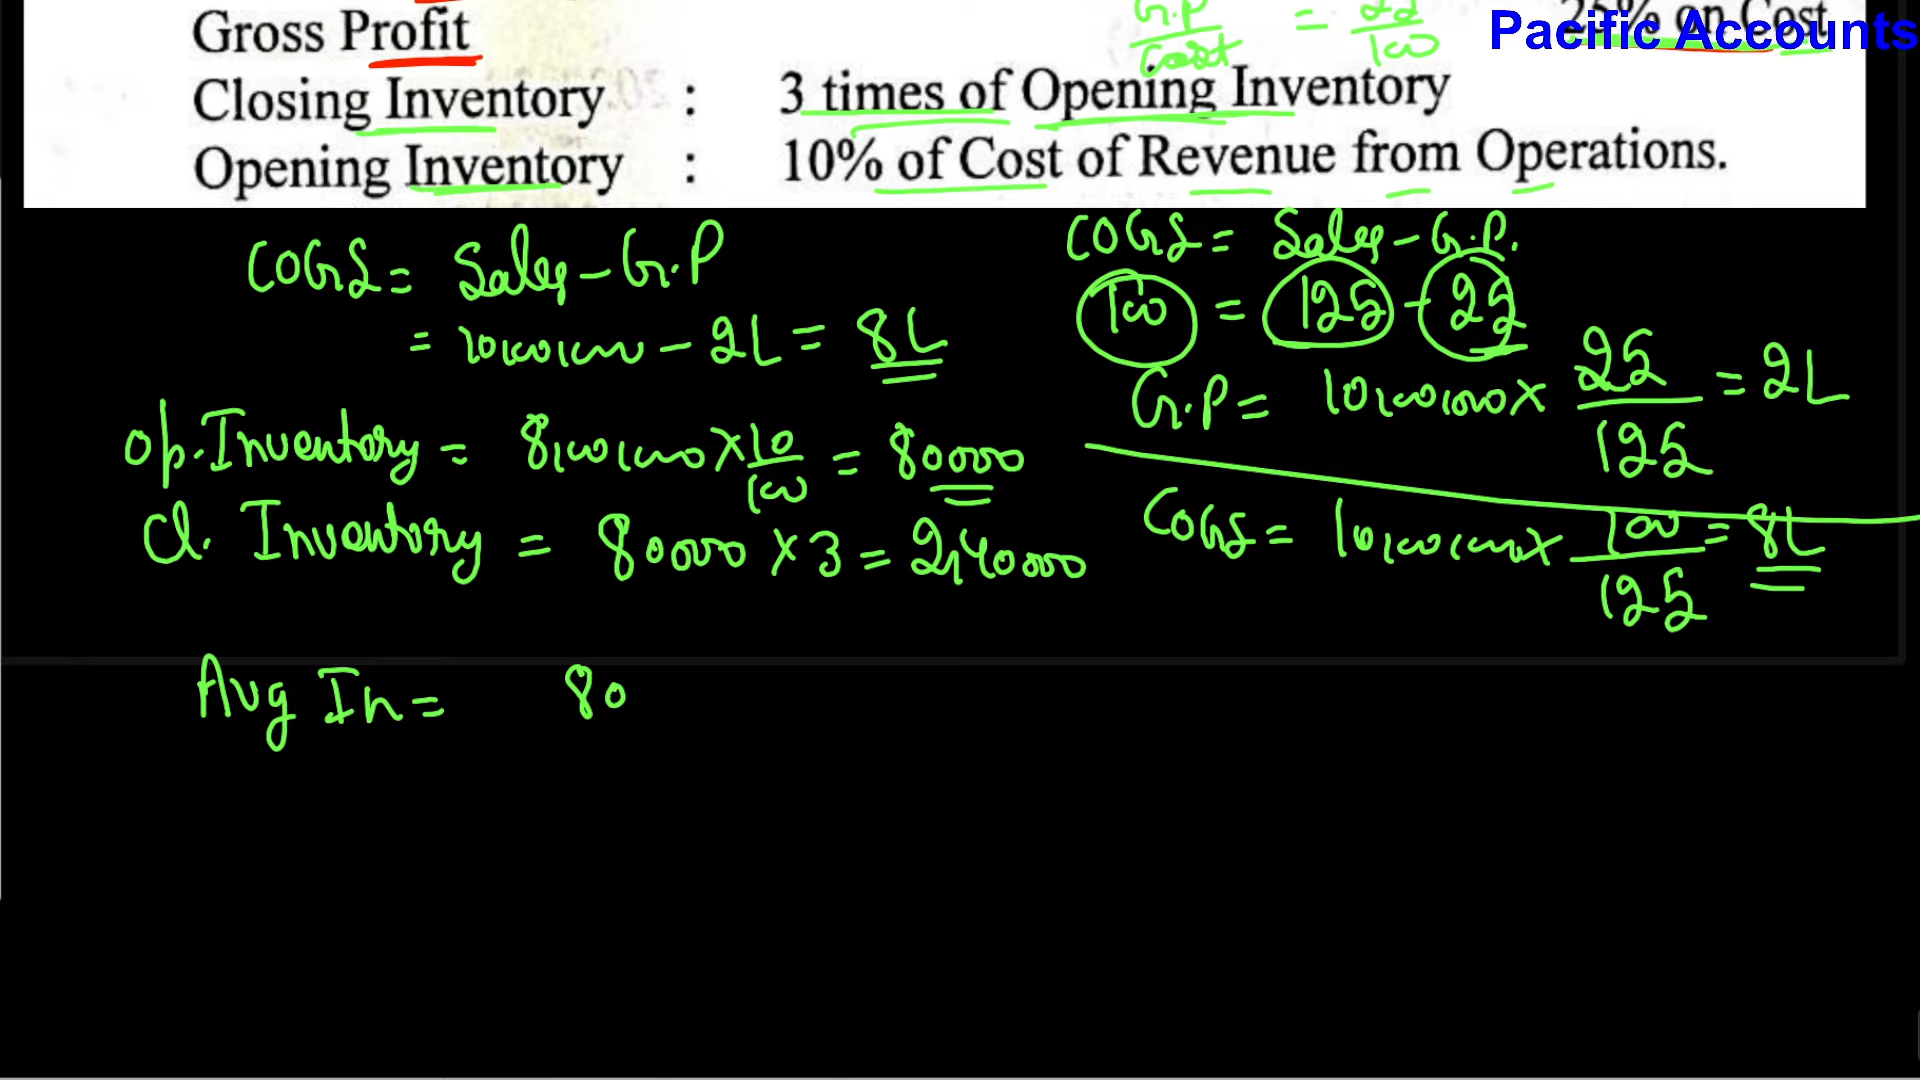 Gross Profit 25% on Cost
Pacific Accounts
G.P / Cost = 25 / 100
Closing Inventory : 3 times of Opening Inventory
Opening Inventory : 10% of Cost of Revenue from Operations.
COGS = Sales - G.P
= 10,00,000 - 2L = 8L
Op. Inventory = 8,00,000 × 10 / 100 = 80000
Cl. Inventory = 80000 × 3 = 2,40000
Avg In = 80
COGS = Sales - G.P.
100 = 125 - 25
G.P = 10,00,000 × 25 / 125 = 2L
COGS = 10,00,000 × 100 / 125 = 8L